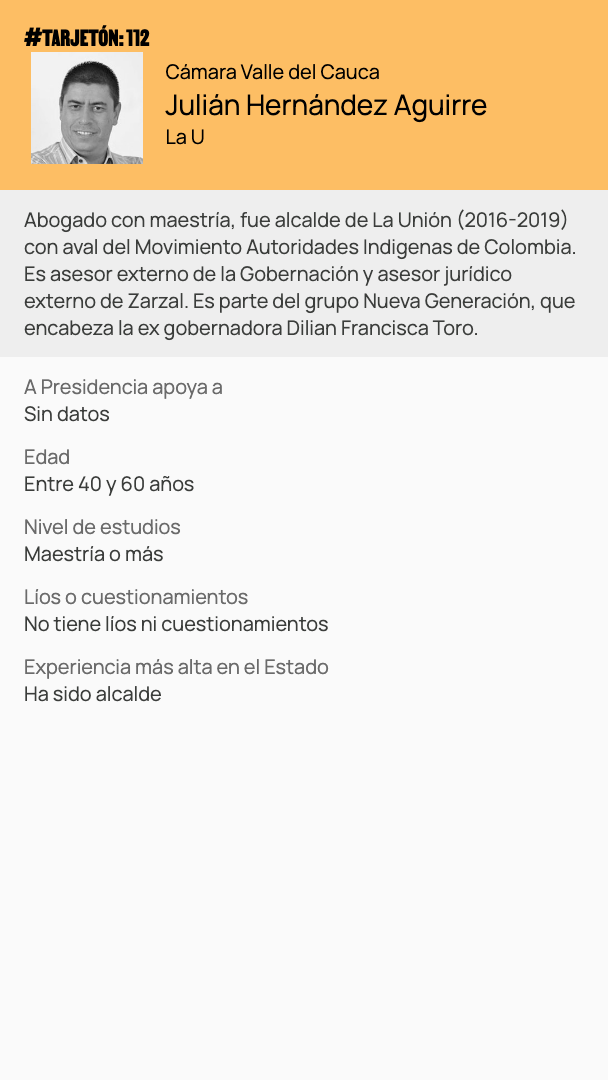 #TARJETÓN: 112
Cámara Valle del Cauca
Julián Hernández Aguirre
La U
Abogado con maestría, fue alcalde de La Unión (2016-2019)
con aval del Movimiento Autoridades Indigenas de Colombia.
Es asesor externo de la Gobernación y asesor jurídico
externo de Zarzal. Es parte del grupo Nueva Generación, que
encabeza la ex gobernadora Dilian Francisca Toro.
A Presidencia apoya a
Sin datos
Edad
Entre 40 y 60 años
Nivel de estudios
Maestría o más
Líos o cuestionamientos
No tiene líos ni cuestionamientos
Experiencia más alta en el Estado
Ha sido alcalde